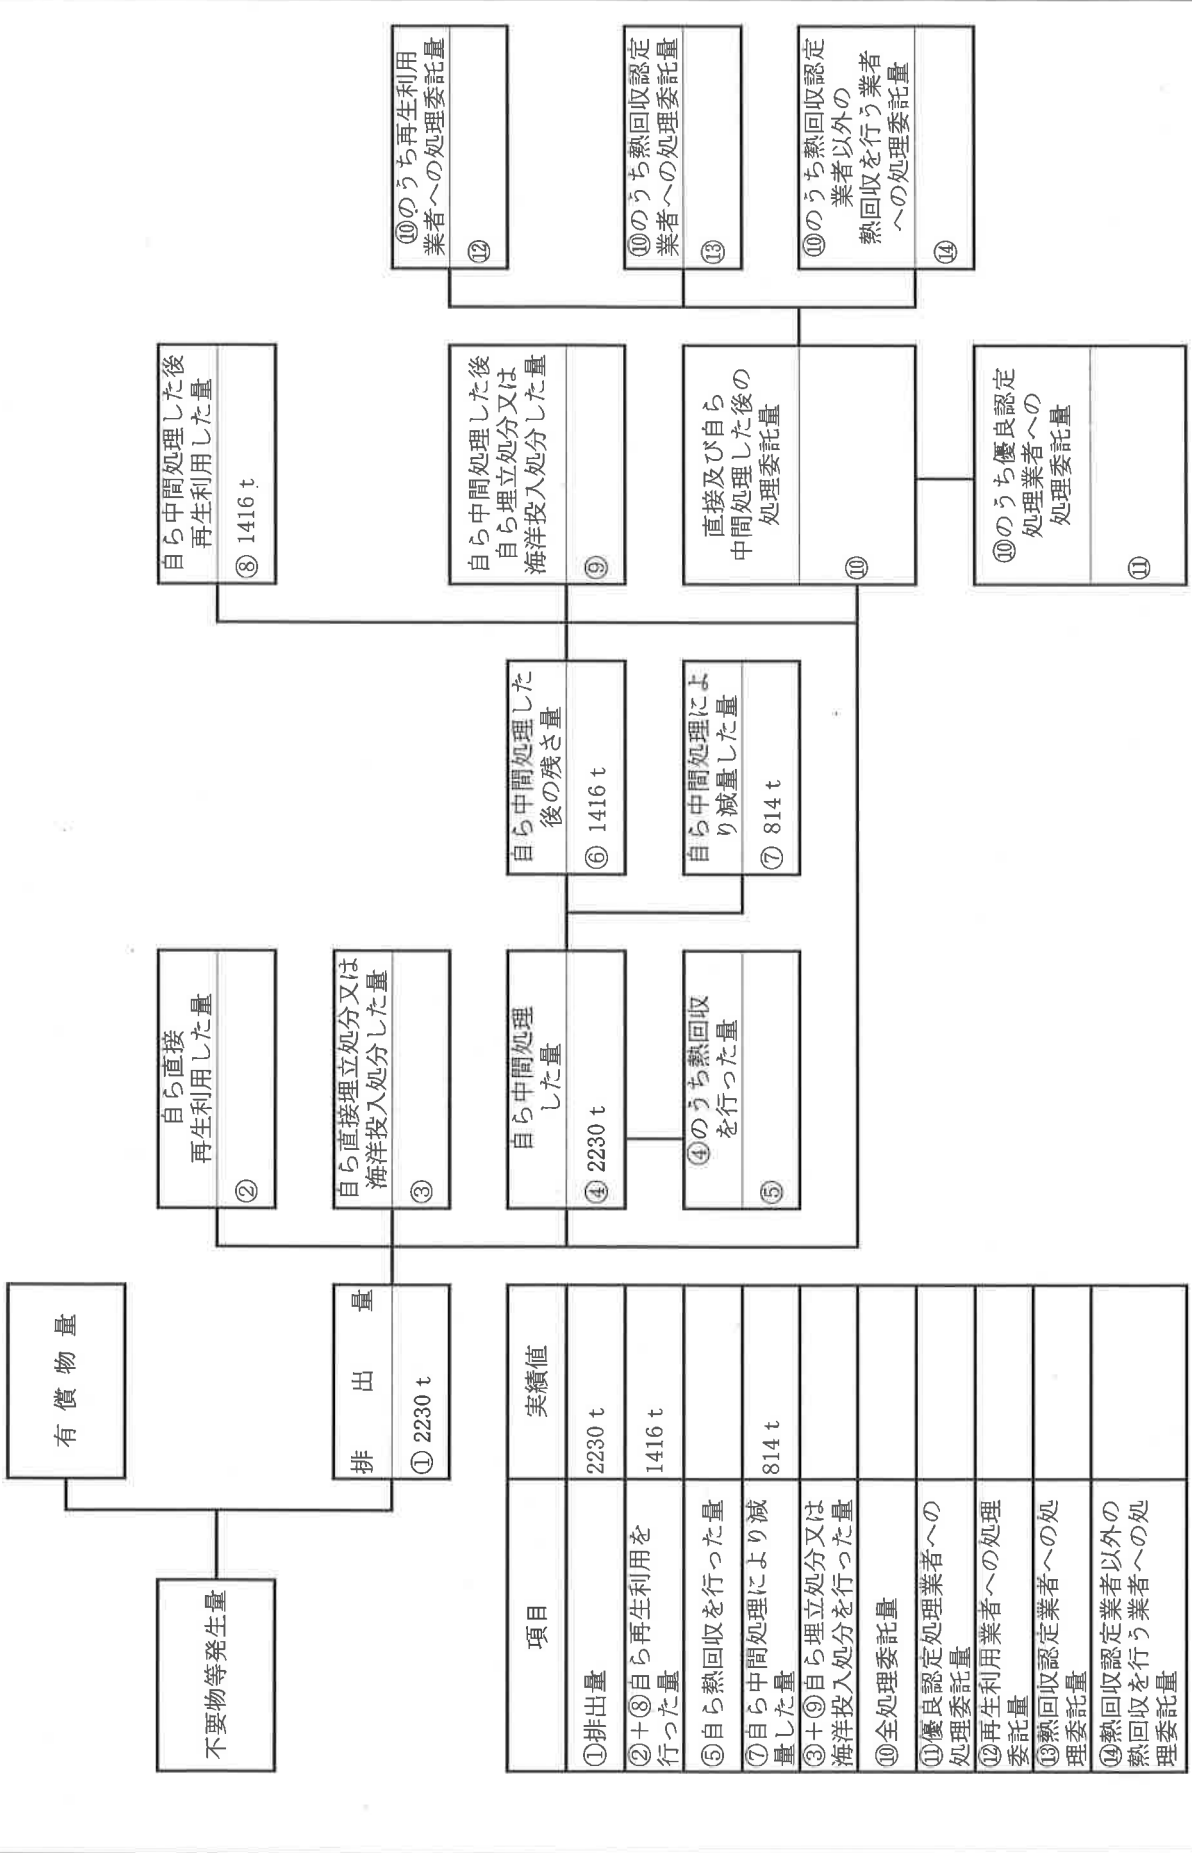 有償物量
不要物等発生量
排出量
① 2230 t
自ら直接
再生利用した量
②
自ら直接埋立処分又は
海洋投入処分した量
③
自ら中間処理
した量
④ 2230 t
④のうち熱回収
を行った量
⑤
自ら中間処理した
後の残さ量
⑥ 1416 t
自ら中間処理によ
り減量した量
⑦ 814 t
自ら中間処理した後
再生利用した量
⑧ 1416 t
自ら中間処理した後
自ら埋立処分又は
海洋投入処分した量
⑨
直接及び自ら
中間処理した後の
処理委託量
⑩
⑩のうち優良認定
処理業者への
処理委託量
⑪
⑩のうち再生利用
業者への処理委託量
⑫
⑩のうち熱回収認定
業者への処理委託量
⑬
⑩のうち熱回収認定
業者以外の
熱回収を行う業者
への処理委託量
⑭
項目 実績値
①排出量 2230 t
②＋⑧自ら再生利用を
行った量 1416 t
⑤自ら熱回収を行った量
⑦自ら中間処理により減
量した量 814 t
③＋⑨自ら埋立処分又は
海洋投入処分を行った量
⑩全処理委託量
⑪優良認定処理業者への
処理委託量
⑫再生利用業者への処理
委託量
⑬熱回収認定業者への処
理委託量
⑭熱回収認定業者以外の
熱回収を行う業者への処
理委託量